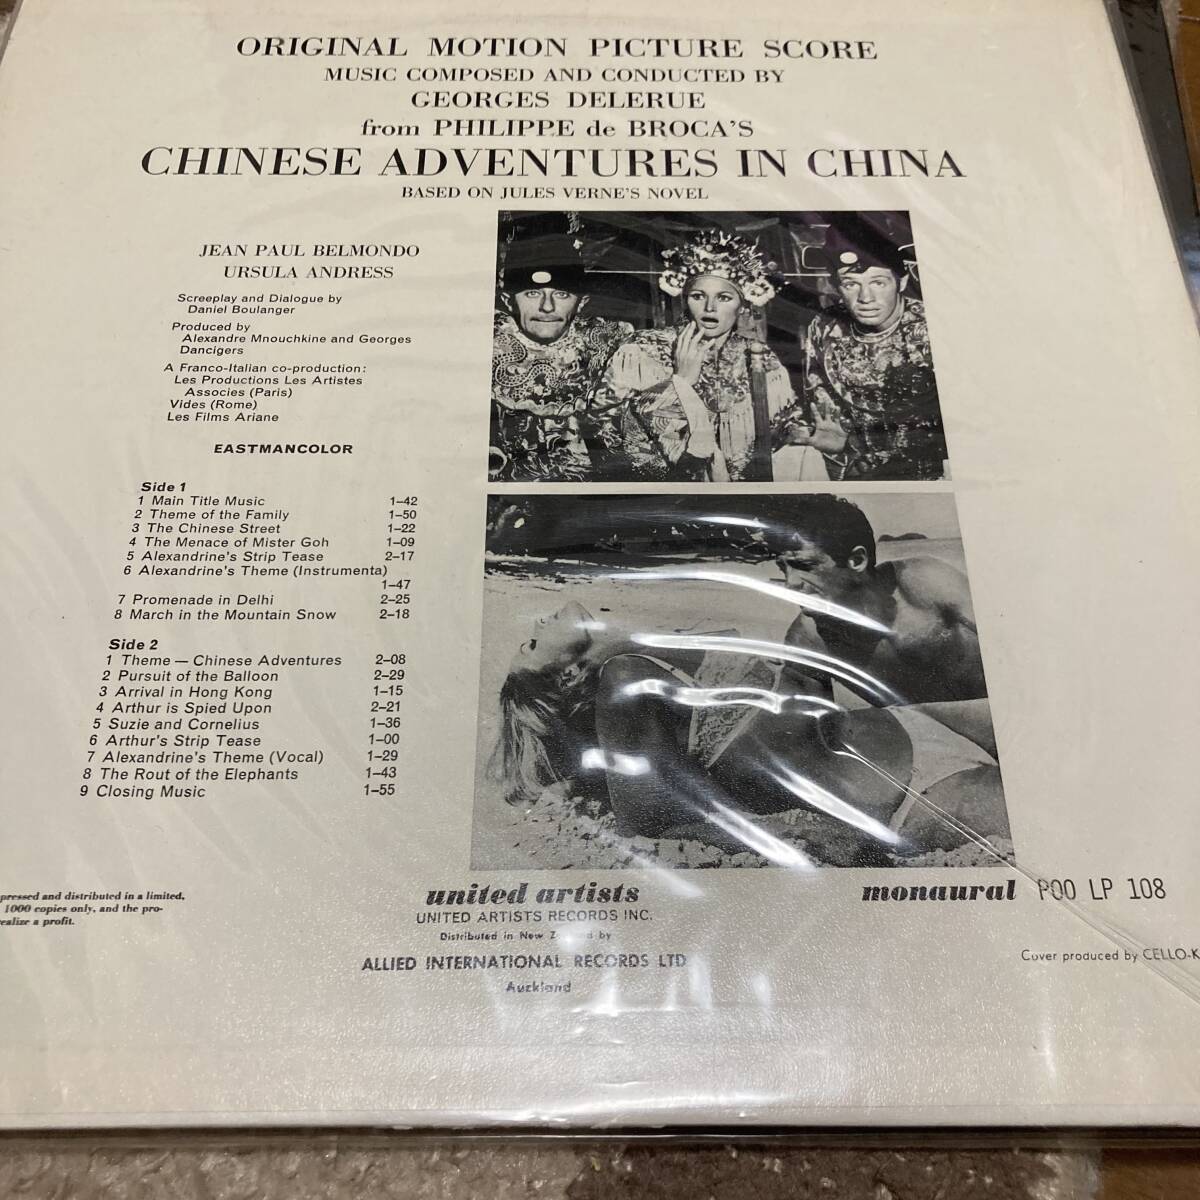 ORIGINAL MOTION PICTURE SCORE
MUSIC COMPOSED AND CONDUCTED BY
GEORGES DELERUE
from PHILIPPE de BROCA'S
CHINESE ADVENTURES IN CHINA
BASED ON JULES VERNE'S NOVEL
JEAN PAUL BELMONDO
URSULA ANDRESS
Screeplay and Dialogue by
Daniel Boulanger
Produced by
Alexandre Mnouchkine and Georges
Dancigers
A Franco-Italian co-production:
Les Productions Les Artistes
Associes (Paris)
Vides (Rome)
Les Films Ariane
EASTMANCOLOR
Side 1
1 Main Title Music 1–42
2 Theme of the Family 1–50
3 The Chinese Street 1–22
4 The Menace of Mister Goh 1–09
5 Alexandrine's Strip Tease 2–17
6 Alexandrine's Theme (Instrumenta)
1–47
7 Promenade in Delhi 2–25
8 March in the Mountain Snow 2–18
Side 2
1 Theme — Chinese Adventures 2–08
2 Pursuit of the Balloon 2–29
3 Arrival in Hong Kong 1–15
4 Arthur is Spied Upon 2–21
5 Suzie and Cornelius 1–36
6 Arthur's Strip Tease 1–00
7 Alexandrine's Theme (Vocal) 1–29
8 The Rout of the Elephants 1–43
9 Closing Music 1–55
pressed and distributed in a limited,
1000 copies only, and the pro-
ealize a profit.
united artists
UNITED ARTISTS RECORDS INC.
Distributed in New by
ALLIED INTERNATIONAL RECORDS LTD
Auckland
monaural POO LP 108
Cover produced by CELLO-K